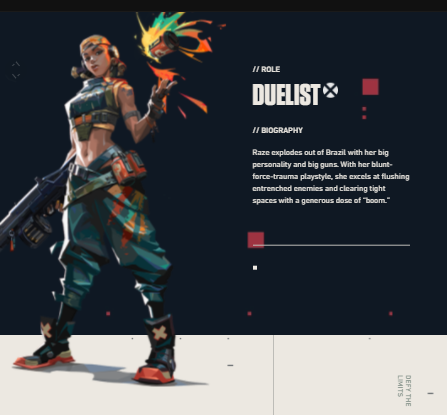 // ROLE
DUELIST
// BIOGRAPHY
Raze explodes out of Brazil with her big
personality and big guns. With her blunt-
force-trauma playstyle, she excels at flushing
entrenched enemies and clearing tight
spaces with a generous dose of "boom."
DEFY THE
LIMITS